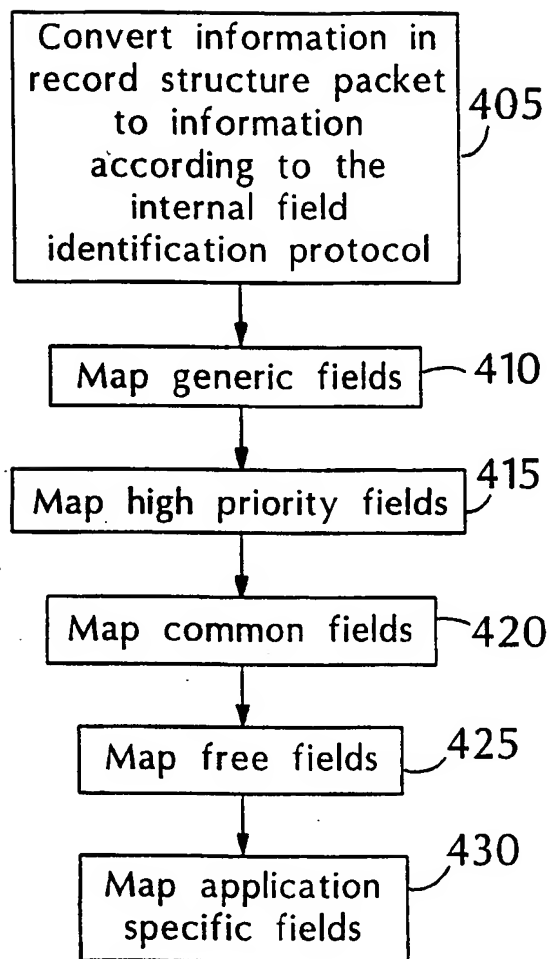 Convert information in
record structure packet
to information
according to the
internal field
identification protocol
405
Map generic fields
410
Map high priority fields
415
Map common fields
420
Map free fields
425
Map application
specific fields
430